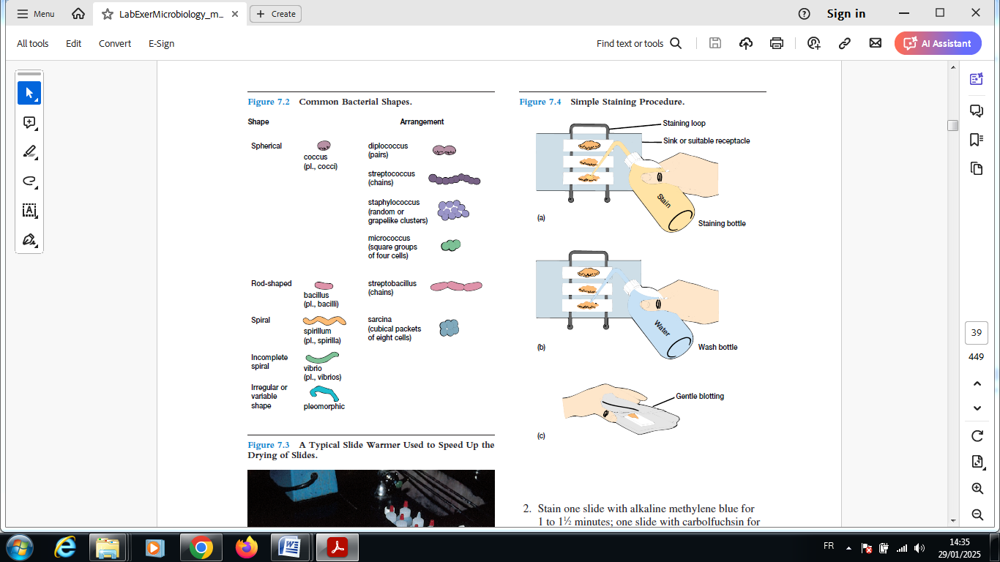 Menu
LabExerMicrobiology_m...
Create
Sign in
All tools
Edit
Convert
E-Sign
Find text or tools
AI Assistant
Figure 7.2 Common Bacterial Shapes.
Shape
Arrangement
Spherical
coccus
(pl., cocci)
diplococcus
(pairs)
streptococcus
(chains)
staphylococcus
(random or
grapelike clusters)
micrococcus
(square groups
of four cells)
Rod-shaped
bacillus
(pl., bacilli)
streptobacillus
(chains)
Spiral
spirillum
(pl., spirilla)
sarcina
(cubical packets
of eight cells)
Incomplete
spiral
vibrio
(pl., vibrios)
Irregular or
variable
shape
pleomorphic
Figure 7.3 A Typical Slide Warmer Used to Speed Up the
Drying of Slides.
Figure 7.4 Simple Staining Procedure.
Staining loop
Sink or suitable receptacle
Stain
Staining bottle
(a)
Water
Wash bottle
(b)
Gentle blotting
(c)
2. Stain one slide with alkaline methylene blue for
1 to 1½ minutes; one slide with carbolfuchsin for
39
449
FR
14:35
29/01/2025